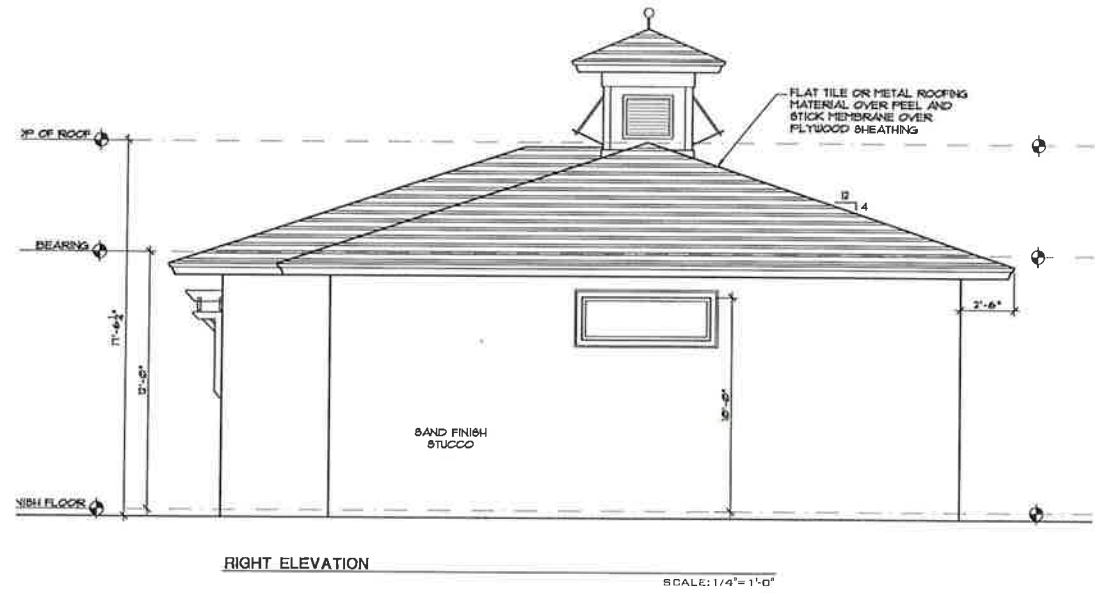 FLAT TILE OR METAL ROOFING
MATERIAL OVER PEEL AND
STICK MEMBRANE OVER
PLYWOOD SHEATHING
OF ROOF
12
4
BEARING
2'-6"
17'-6½"
12'-0"
10'-0"
SAND FINISH
STUCCO
FLOOR
RIGHT ELEVATION
SCALE: 1/4"= 1'-0"